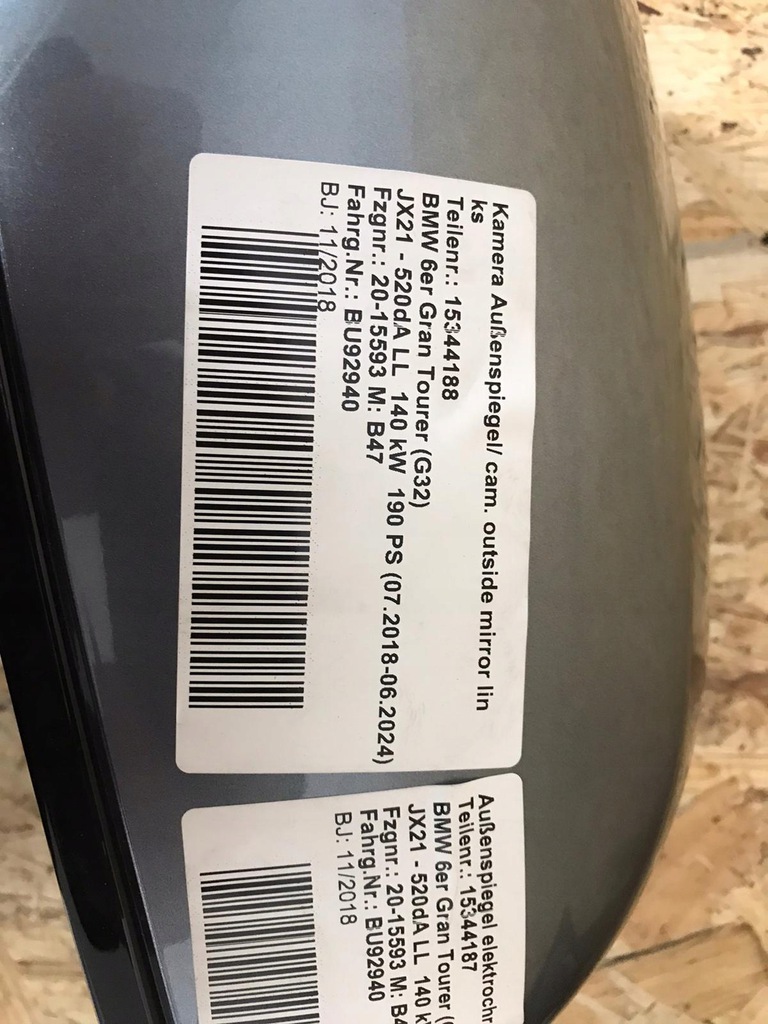 Kamera Außenspiegel/ cam. outside mirror lin
ks
Teilenr.: 15344188
BMW 6er Gran Tourer (G32)
JX21 - 520dA LL 140 kW 190 PS (07.2018-06.2024)
Fzgnr.: 20-15593 M: B47
Fahrg.Nr.: BU92940
BJ: 11/2018
Außenspiegel elektrochr
Teilenr.: 15344187
BMW 6er Gran Tourer (
JX21 - 520dA LL 140 k
Fzgnr.: 20-15593 M: B4
Fahrg.Nr.: BU92940
BJ: 11/2018